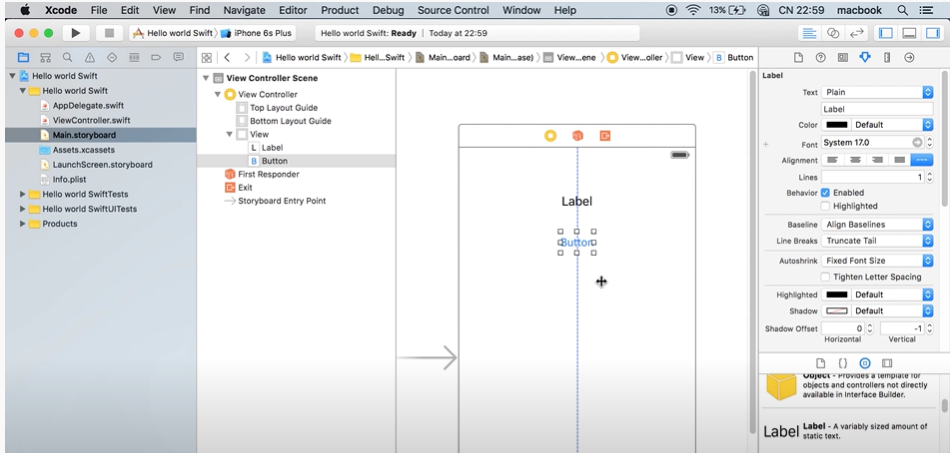 Xcode File Edit View Find Navigate Editor Product Debug Source Control Window Help 13% CN 22:59 macbook
Hello world Swift iPhone 6s Plus Hello world Swift: Ready Today at 22:59
Hello world Swift Hell...Swift Main....oard Main....ase) View...ene View...oller View B Button
Hello world Swift
Hello world Swift
AppDelegate.swift
ViewController.swift
Main.storyboard
Assets.xcassets
LaunchScreen.storyboard
Info.plist
Hello world SwiftTests
Hello world SwiftUITests
Products
View Controller Scene
View Controller
Top Layout Guide
Bottom Layout Guide
View
L Label
B Button
First Responder
Exit
Storyboard Entry Point
Label
Button
Label
Text Plain
Label
Color Default
Font System 17.0
Alignment
Lines 1
Behavior Enabled
Highlighted
Baseline Align Baselines
Line Breaks Truncate Tail
Autoshrink Fixed Font Size
Tighten Letter Spacing
Highlighted Default
Shadow Default
Shadow Offset 0 -1
Horizontal Vertical
Object - Provides a template for
objects and controllers not directly
available in Interface Builder.
Label Label - A variably sized amount of
static text.